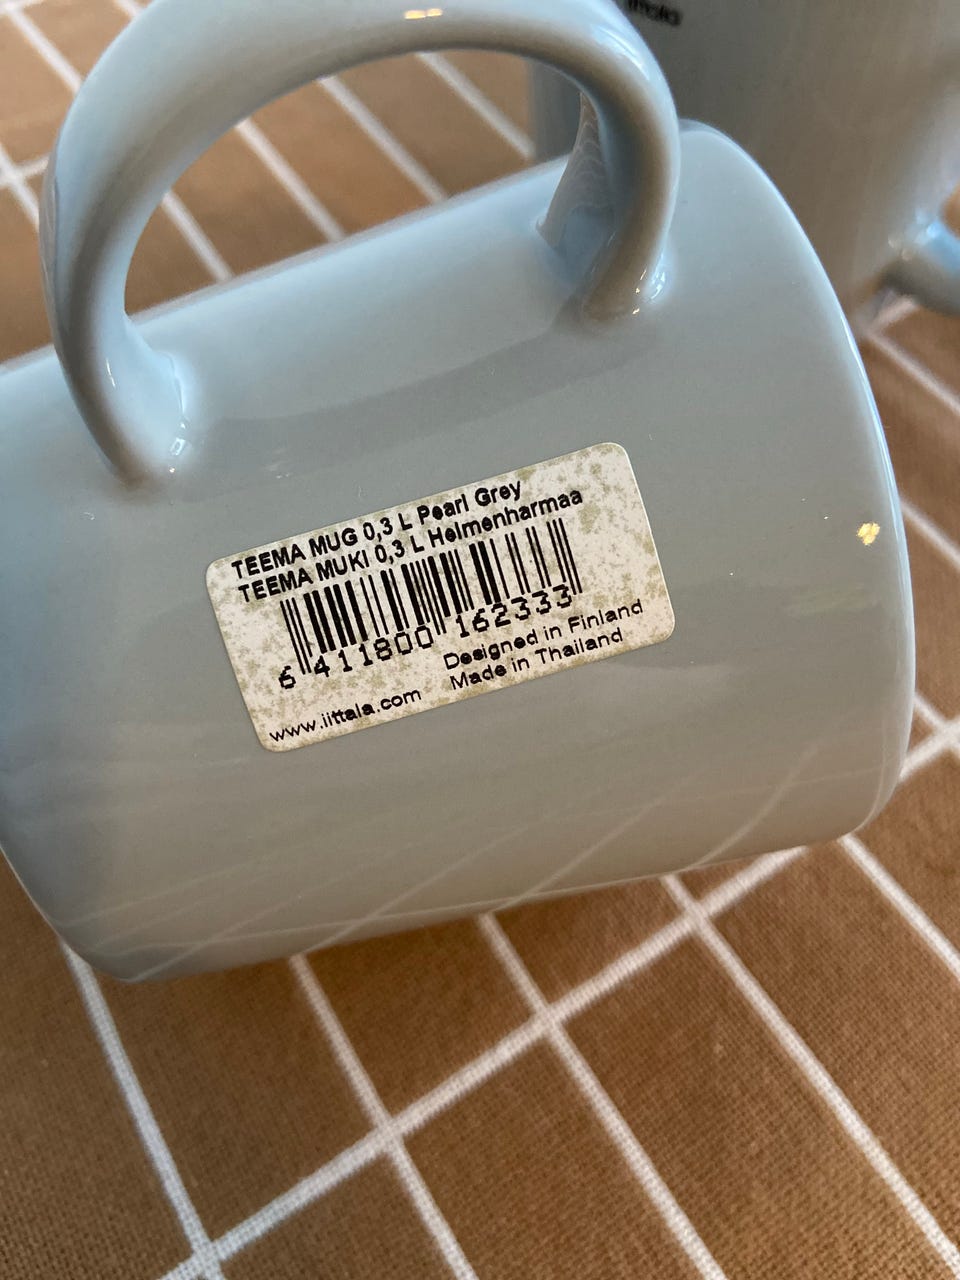 TEEMA MUG 0,3 L Pearl Grey
TEEMA MUKI 0,3 L Helmenharmaa
6 411800 162333
Designed in Finland
Made in Thailand
www.iittala.com